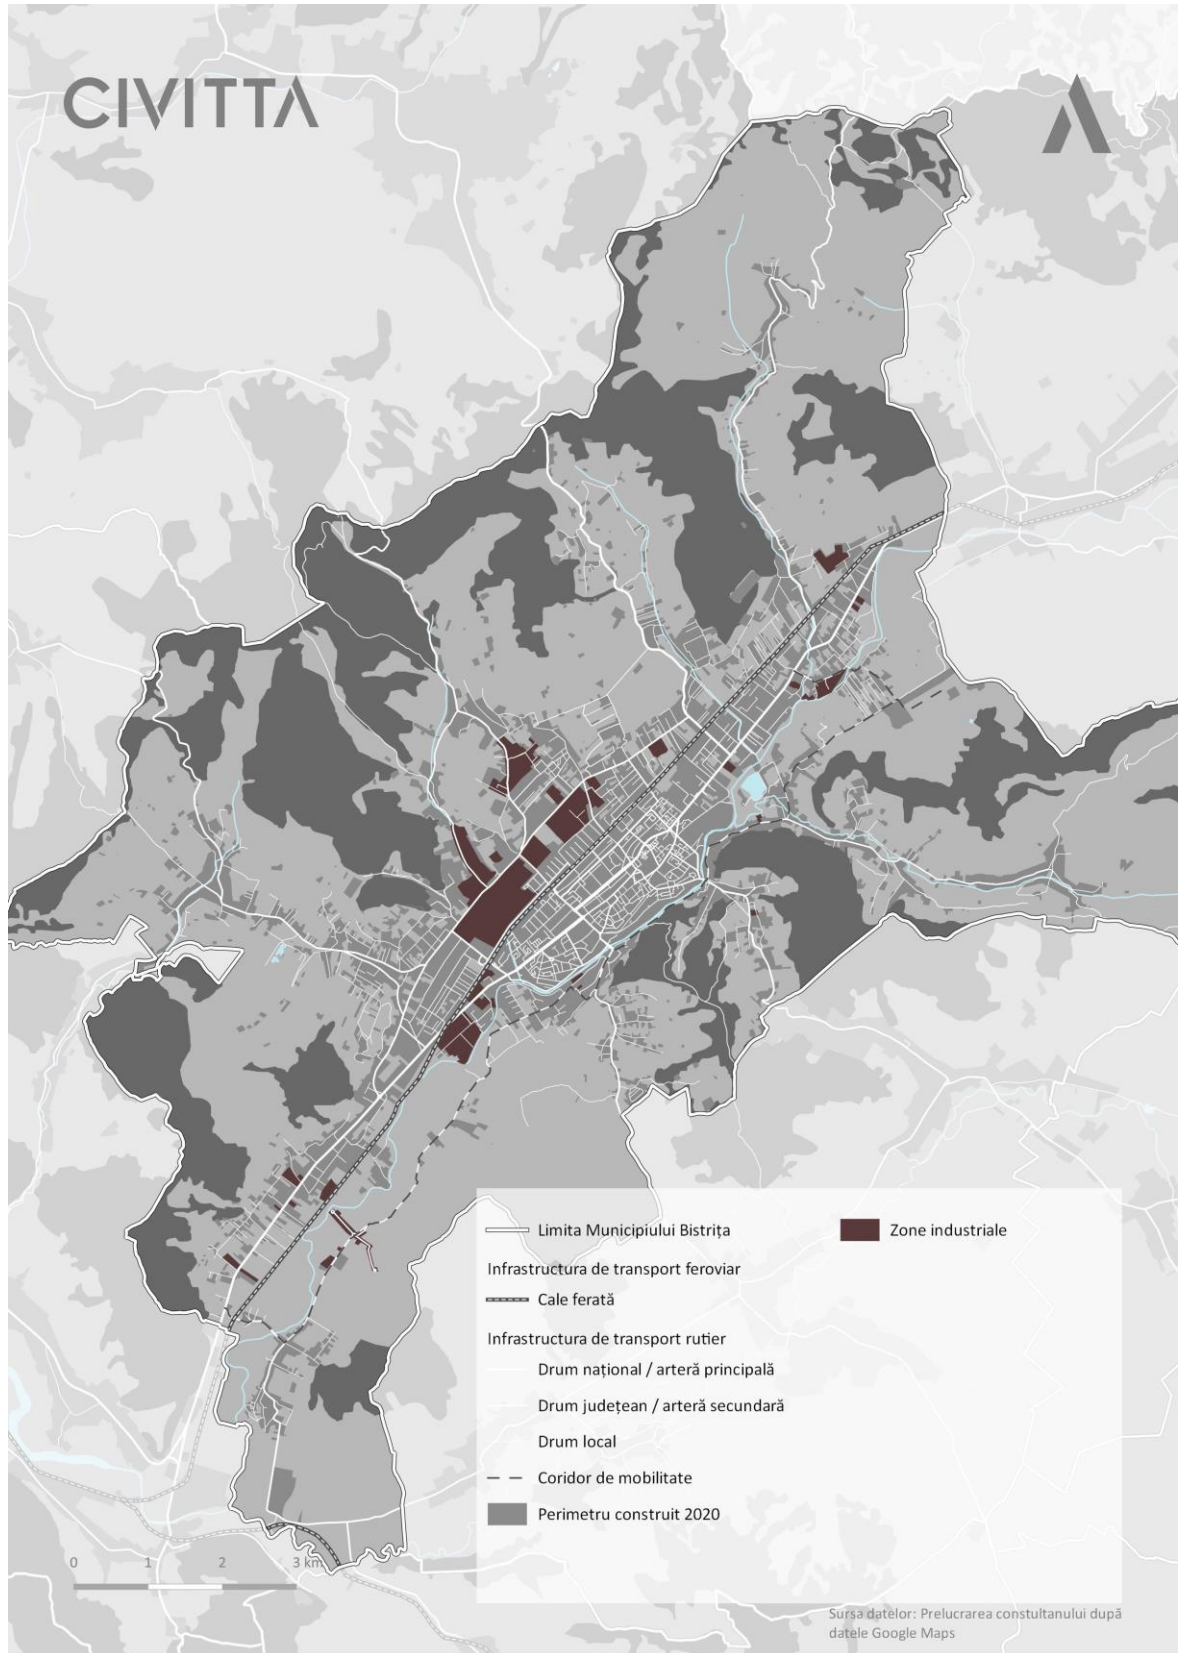 CIVITTA
Limita Municipiului Bistrița
Zone industriale
Infrastructura de transport feroviar
Cale ferată
Infrastructura de transport rutier
Drum național / arteră principală
Drum județean / arteră secundară
Drum local
Coridor de mobilitate
Perimetru construit 2020
0 1 2 3 km
Sursa datelor: Prelucrarea constultanului după
datele Google Maps